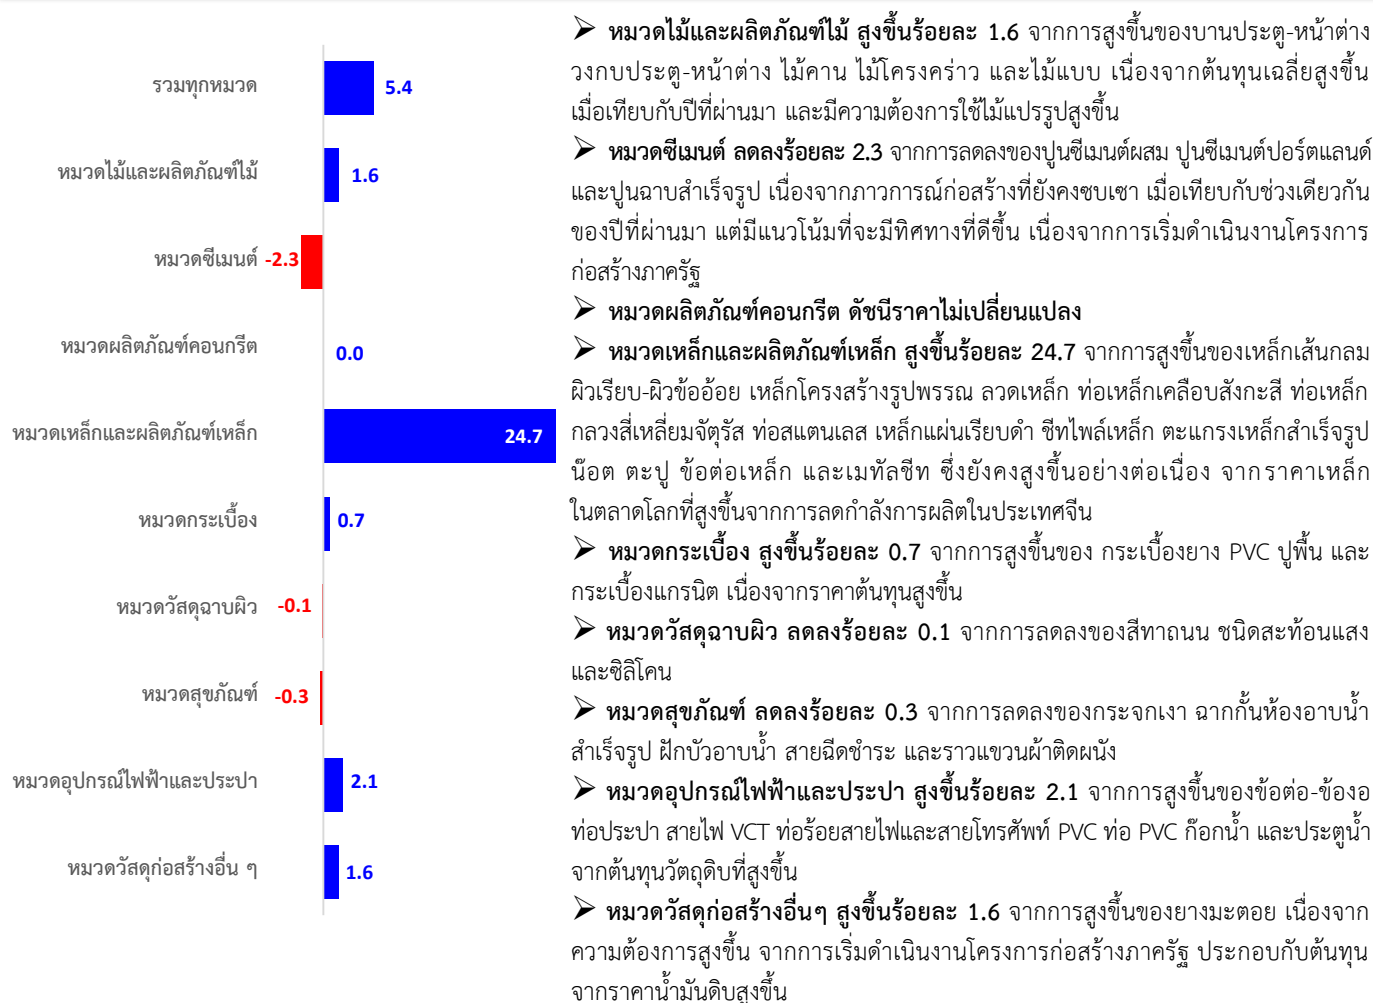 รวมทุกหมวด
5.4
หมวดไม้และผลิตภัณฑ์ไม้
1.6
หมวดซีเมนต์
-2.3
หมวดผลิตภัณฑ์คอนกรีต
0.0
หมวดเหล็กและผลิตภัณฑ์เหล็ก
24.7
หมวดกระเบื้อง
0.7
หมวดวัสดุฉาบผิว
-0.1
หมวดสุขภัณฑ์
-0.3
หมวดอุปกรณ์ไฟฟ้าและประปา
2.1
หมวดวัสดุก่อสร้างอื่น ๆ
1.6
➢ หมวดไม้และผลิตภัณฑ์ไม้ สูงขึ้นร้อยละ 1.6 จากการสูงขึ้นของบานประตู-หน้าต่าง
วงกบประตู-หน้าต่าง ไม้คาน ไม้โครงคร่าว และไม้แบบ เนื่องจากต้นทุนเฉลี่ยสูงขึ้น
เมื่อเทียบกับปีที่ผ่านมา และมีความต้องการใช้ไม้แปรรูปสูงขึ้น
➢ หมวดซีเมนต์ ลดลงร้อยละ 2.3 จากการลดลงของปูนซีเมนต์ผสม ปูนซีเมนต์ปอร์ตแลนด์
และปูนฉาบสำเร็จรูป เนื่องจากภาวการณ์ก่อสร้างที่ยังคงซบเซา เมื่อเทียบกับช่วงเดียวกัน
ของปีที่ผ่านมา แต่มีแนวโน้มที่จะมีทิศทางที่ดีขึ้น เนื่องจากการเริ่มดำเนินงานโครงการ
ก่อสร้างภาครัฐ
➢ หมวดผลิตภัณฑ์คอนกรีต ดัชนีราคาไม่เปลี่ยนแปลง
➢ หมวดเหล็กและผลิตภัณฑ์เหล็ก สูงขึ้นร้อยละ 24.7 จากการสูงขึ้นของเหล็กเส้นกลม
ผิวเรียบ-ผิวข้ออ้อย เหล็กโครงสร้างรูปพรรณ ลวดเหล็ก ท่อเหล็กเคลือบสังกะสี ท่อเหล็ก
กลวงสี่เหลี่ยมจัตุรัส ท่อสแตนเลส เหล็กแผ่นเรียบดำ ชีทไพล์เหล็ก ตะแกรงเหล็กสำเร็จรูป
น๊อต ตะปู ข้อต่อเหล็ก และเมทัลชีท ซึ่งยังคงสูงขึ้นอย่างต่อเนื่อง จากราคาเหล็ก
ในตลาดโลกที่สูงขึ้นจากการลดกำลังการผลิตในประเทศจีน
➢ หมวดกระเบื้อง สูงขึ้นร้อยละ 0.7 จากการสูงขึ้นของ กระเบื้องยาง PVC ปูพื้น และ
กระเบื้องแกรนิต เนื่องจากราคาต้นทุนสูงขึ้น
➢ หมวดวัสดุฉาบผิว ลดลงร้อยละ 0.1 จากการลดลงของสีทาถนน ชนิดสะท้อนแสง
และซิลิโคน
➢ หมวดสุขภัณฑ์ ลดลงร้อยละ 0.3 จากการลดลงของกระจกเงา ฉากกั้นห้องอาบน้ำ
สำเร็จรูป ฝักบัวอาบน้ำ สายฉีดชำระ และราวแขวนผ้าติดผนัง
➢ หมวดอุปกรณ์ไฟฟ้าและประปา สูงขึ้นร้อยละ 2.1 จากการสูงขึ้นของข้อต่อ-ข้องอ
ท่อประปา สายไฟ VCT ท่อร้อยสายไฟและสายโทรศัพท์ PVC ท่อ PVC ก๊อกน้ำ และประตูน้ำ
จากต้นทุนวัตถุดิบที่สูงขึ้น
➢ หมวดวัสดุก่อสร้างอื่นๆ สูงขึ้นร้อยละ 1.6 จากการสูงขึ้นของยางมะตอย เนื่องจาก
ความต้องการสูงขึ้น จากการเริ่มดำเนินงานโครงการก่อสร้างภาครัฐ ประกอบกับต้นทุน
จากราคาน้ำมันดิบสูงขึ้น